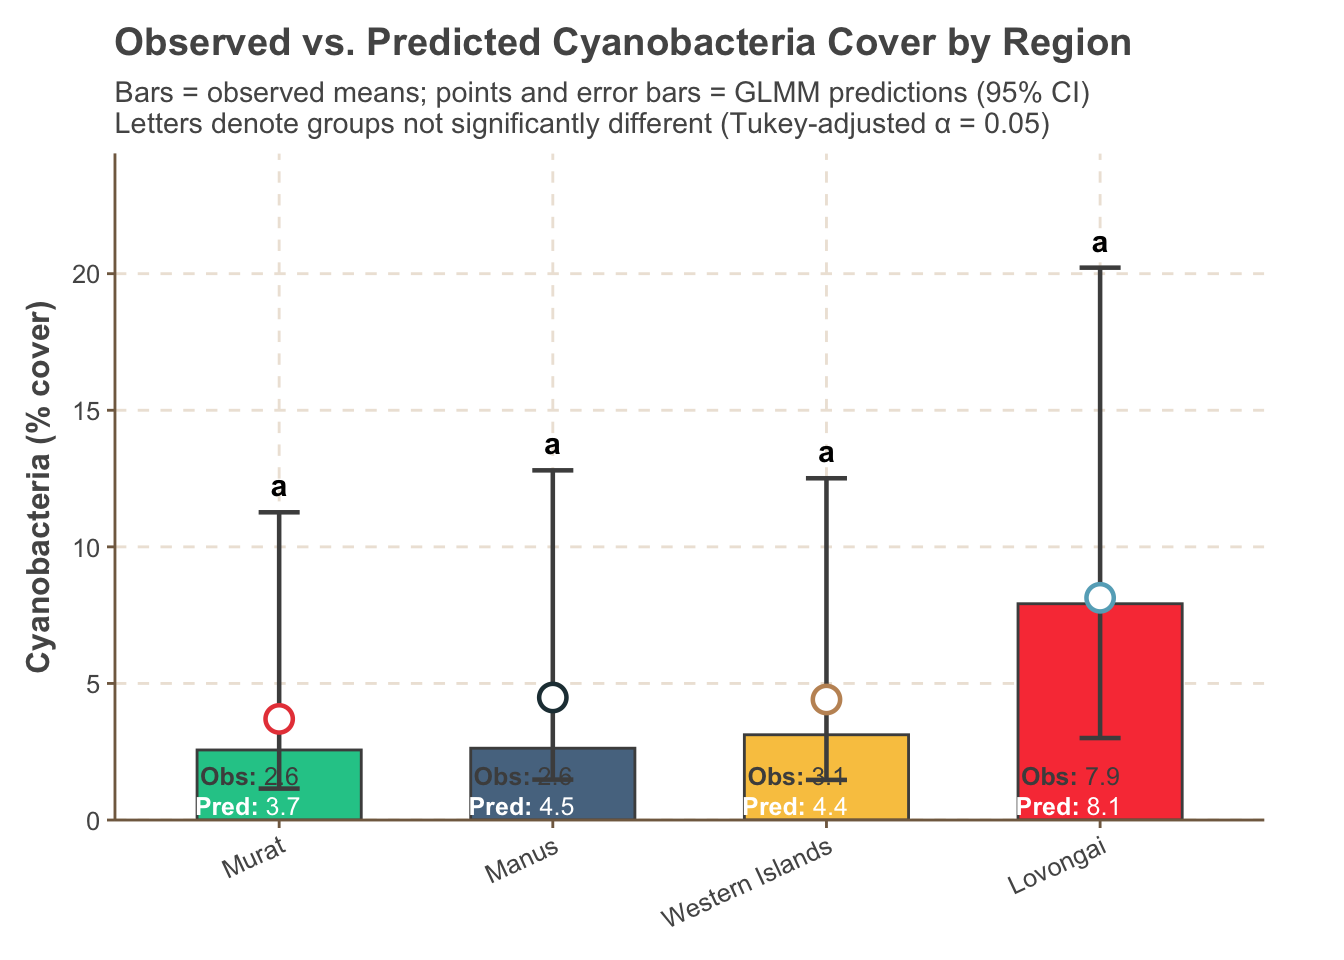 Observed vs. Predicted Cyanobacteria Cover by Region
Bars = observed means; points and error bars = GLMM predictions (95% CI)
Letters denote groups not significantly different (Tukey-adjusted α = 0.05)
Cyanobacteria (% cover)
20
15
10
5
0
a
a
a
a
Obs: 2.6
Pred: 3.7
Obs: 2.6
Pred: 4.5
Obs: 3.1
Pred: 4.4
Obs: 7.9
Pred: 8.1
Murat
Manus
Western Islands
Lovongai